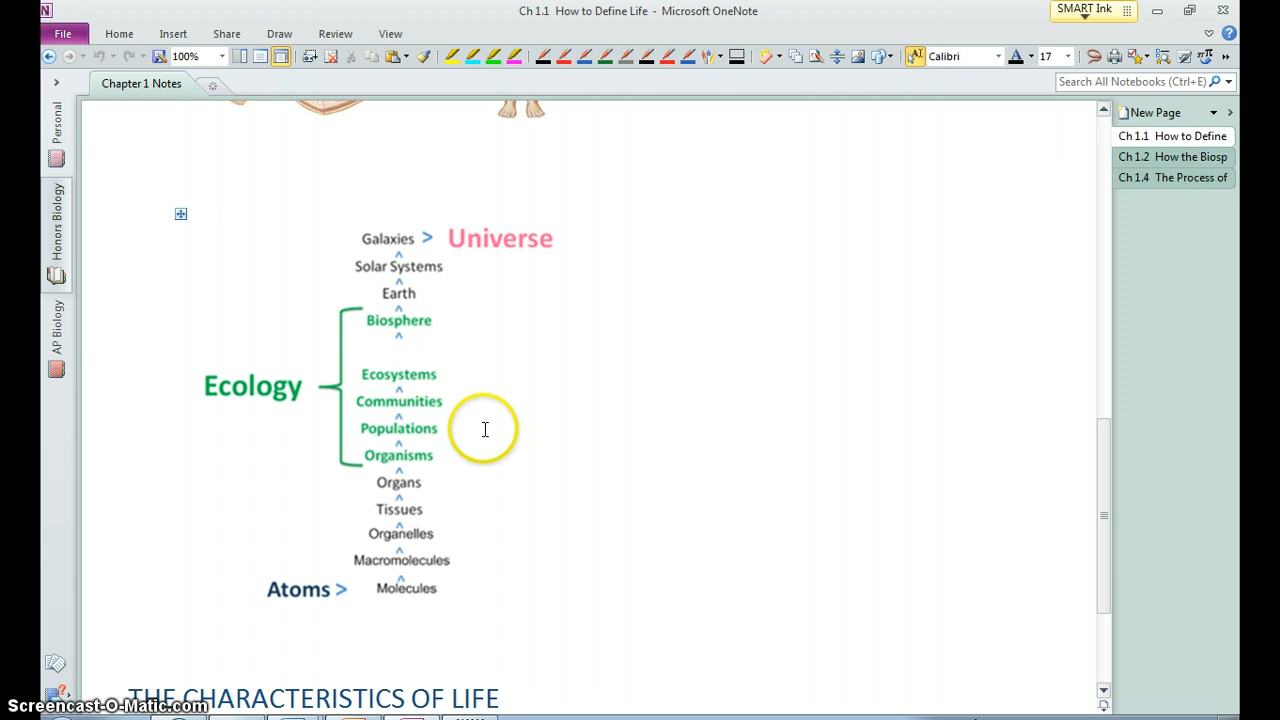 Ch 1.1 How to Define Life - Microsoft OneNote
SMART Ink
File Home Insert Share Draw Review View
100% Calibri 17
Chapter 1 Notes
Search All Notebooks (Ctrl+E)
New Page
Ch 1.1 How to Define
Ch 1.2 How the Biosp
Ch 1.4 The Process of
Personal
Honors Biology
AP Biology
Galaxies > Universe
^
Solar Systems
^
Earth
^
Biosphere
^
Ecology
Ecosystems
^
Communities
^
Populations
^
Organisms
^
Organs
^
Tissues
^
Organelles
^
Macromolecules
^
Atoms > Molecules
THE CHARACTERISTICS OF LIFE
Screencast-O-Matic.com